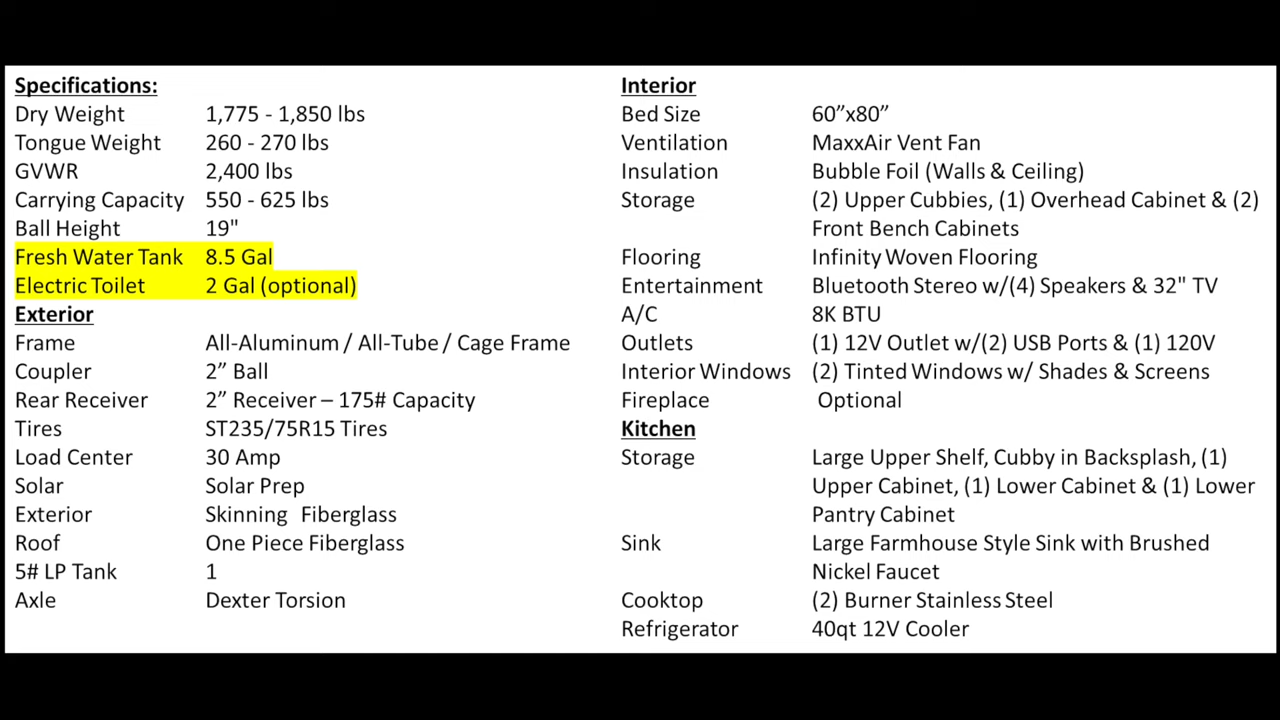 Specifications:
Dry Weight 1,775 - 1,850 lbs
Tongue Weight 260 - 270 lbs
GVWR 2,400 lbs
Carrying Capacity 550 - 625 lbs
Ball Height 19"
Fresh Water Tank 8.5 Gal
Electric Toilet 2 Gal (optional)
Exterior
Frame All-Aluminum / All-Tube / Cage Frame
Coupler 2” Ball
Rear Receiver 2” Receiver – 175# Capacity
Tires ST235/75R15 Tires
Load Center 30 Amp
Solar Solar Prep
Exterior Skinning Fiberglass
Roof One Piece Fiberglass
5# LP Tank 1
Axle Dexter Torsion
Interior
Bed Size 60”x80”
Ventilation MaxxAir Vent Fan
Insulation Bubble Foil (Walls & Ceiling)
Storage (2) Upper Cubbies, (1) Overhead Cabinet & (2)
Front Bench Cabinets
Flooring Infinity Woven Flooring
Entertainment Bluetooth Stereo w/(4) Speakers & 32" TV
A/C 8K BTU
Outlets (1) 12V Outlet w/(2) USB Ports & (1) 120V
Interior Windows (2) Tinted Windows w/ Shades & Screens
Fireplace Optional
Kitchen
Storage Large Upper Shelf, Cubby in Backsplash, (1)
Upper Cabinet, (1) Lower Cabinet & (1) Lower
Pantry Cabinet
Sink Large Farmhouse Style Sink with Brushed
Nickel Faucet
Cooktop (2) Burner Stainless Steel
Refrigerator 40qt 12V Cooler